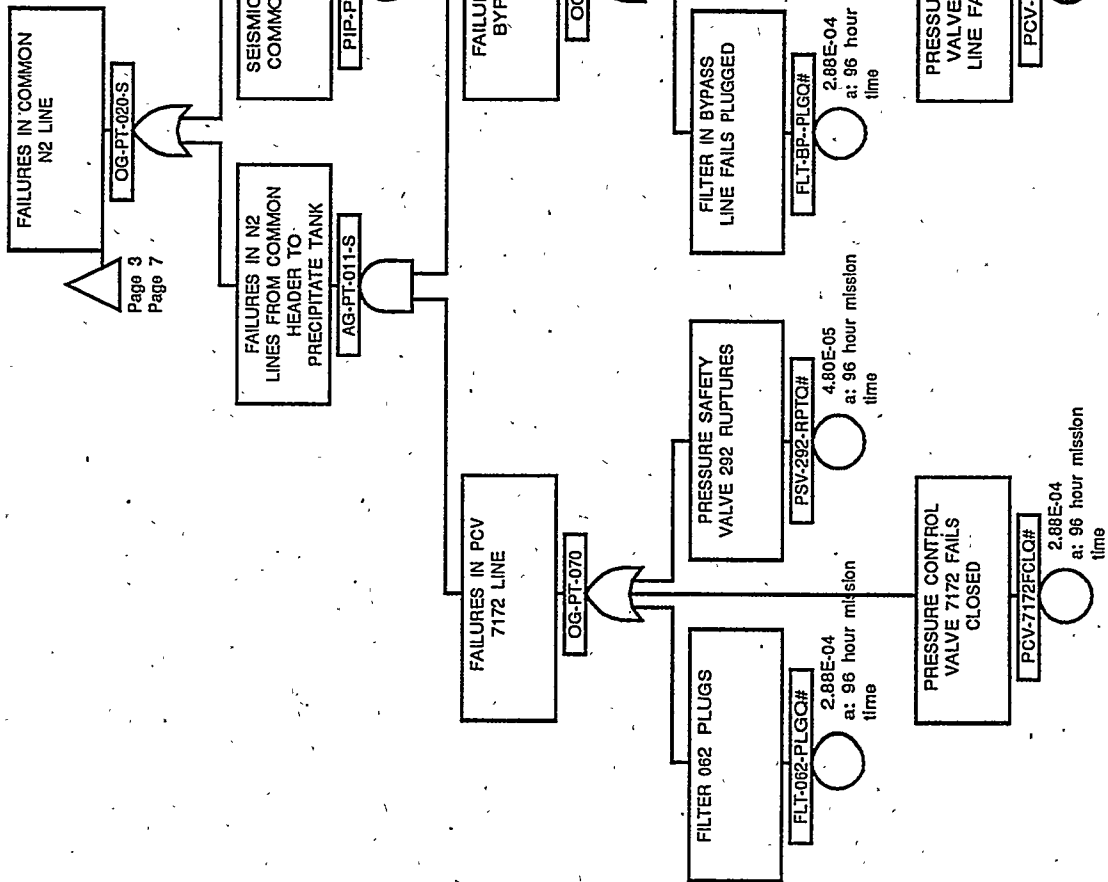 FAILURES IN COMMON
N2 LINE
OG-PT-020-S
Page 3
Page 7
SEISMIC
COMMO
PIP-P
FAILURES IN N2
LINES FROM COMMON
HEADER TO
PRECIPITATE TANK
AG-PT-011-S
FAILU
BYP
OG
FAILURES IN PCV
7172 LINE
OG-PT-070
FILTER 062 PLUGS
FLT-062-PLGQ#
2.88E-04
a: 96 hour mission
time
PRESSURE SAFETY
VALVE 292 RUPTURES
PSV-292-RPTQ#
4.80E-05
a: 96 hour mission
time
FILTER IN BYPASS
LINE FAILS PLUGGED
FLT-BP--PLGQ#
2.88E-04
a: 96 hour
time
PRESSURE CONTROL
VALVE 7172 FAILS
CLOSED
PCV-7172FCLQ#
2.88E-04
a: 96 hour mission
time
PRESSU
VALVE
LINE FA
PCV-